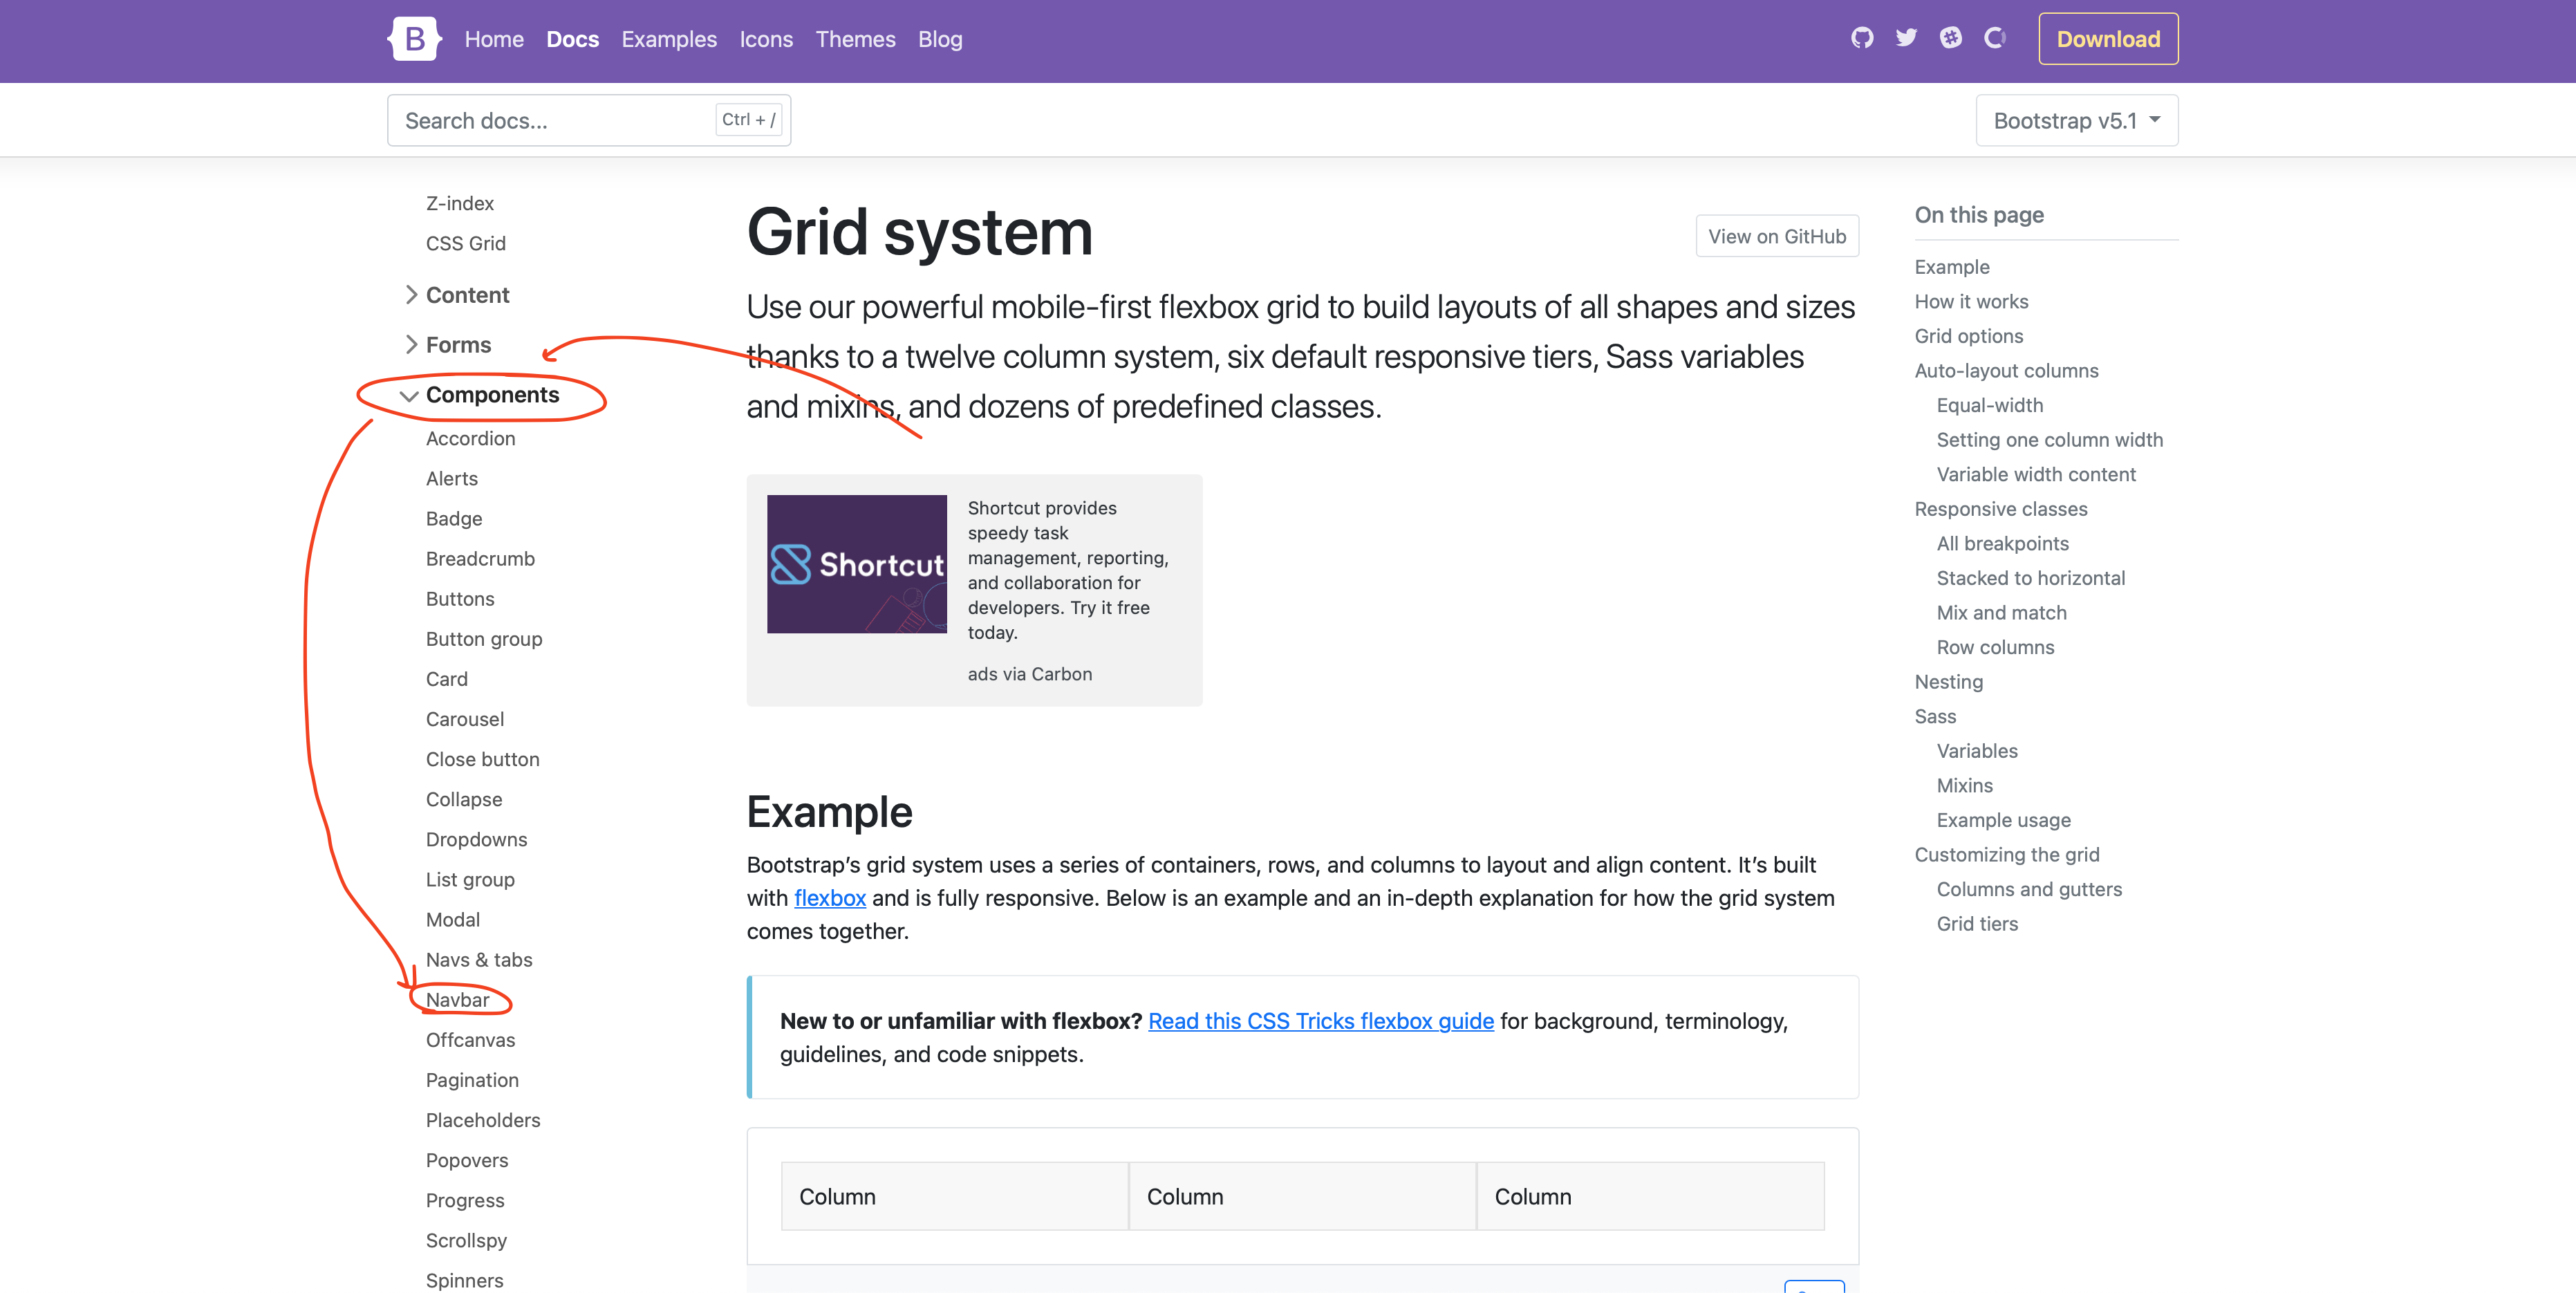 B Home Docs Examples Icons Themes Blog Download
Search docs... Ctrl + / Bootstrap v5.1
Z-index
CSS Grid
Content
Forms
Components
Accordion
Alerts
Badge
Breadcrumb
Buttons
Button group
Card
Carousel
Close button
Collapse
Dropdowns
List group
Modal
Navs & tabs
Navbar
Offcanvas
Pagination
Placeholders
Popovers
Progress
Scrollspy
Spinners
Grid system
View on GitHub
Use our powerful mobile-first flexbox grid to build layouts of all shapes and sizes
thanks to a twelve column system, six default responsive tiers, Sass variables
and mixins, and dozens of predefined classes.
Shortcut
Shortcut provides
speedy task
management, reporting,
and collaboration for
developers. Try it free
today.
ads via Carbon
Example
Bootstrap’s grid system uses a series of containers, rows, and columns to layout and align content. It’s built
with flexbox and is fully responsive. Below is an example and an in-depth explanation for how the grid system
comes together.
New to or unfamiliar with flexbox? Read this CSS Tricks flexbox guide for background, terminology,
guidelines, and code snippets.
Column Column Column
On this page
Example
How it works
Grid options
Auto-layout columns
Equal-width
Setting one column width
Variable width content
Responsive classes
All breakpoints
Stacked to horizontal
Mix and match
Row columns
Nesting
Sass
Variables
Mixins
Example usage
Customizing the grid
Columns and gutters
Grid tiers